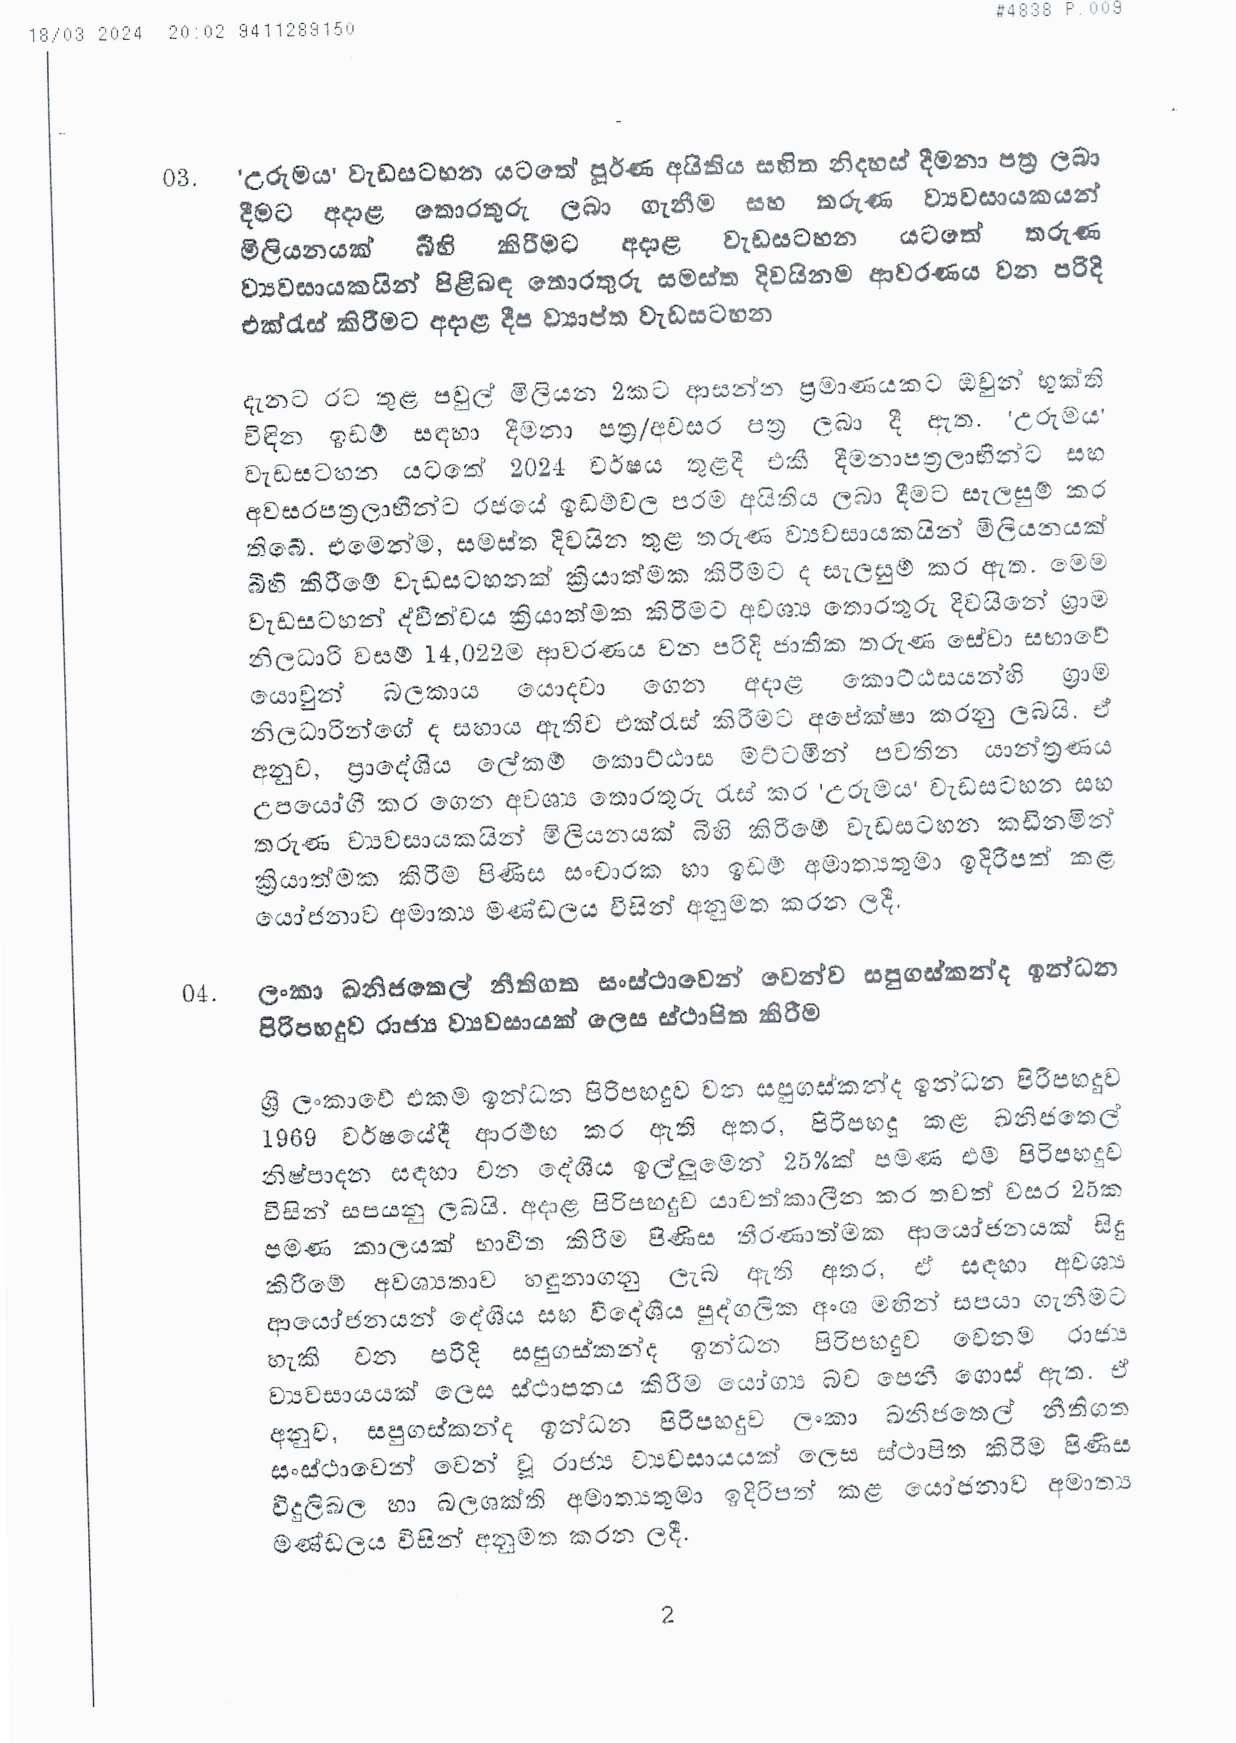 #4838 P.009
18/03 2024 20:02 9411289150
03. 'උරුමය' වැඩසටහන යටතේ පූර්ණ අයිතිය සහිත නිදහස් දීමනා පත්‍ර ලබා
දීමට අදාළ තොරතුරු ලබා ගැනීම සහ තරුණ ව්‍යවසායකයන්
මිලියනයක් බිහි කිරීමට අදාළ වැඩසටහන යටතේ තරුණ
ව්‍යවසායකයින් පිළිබඳ තොරතුරු සමස්ත දිවයිනම ආවරණය වන පරිදි
එක්රැස් කිරීමට අදාළ දීප ව්‍යාප්ත වැඩසටහන
දැනට රට තුළ පවුල් මිලියන 2කට ආසන්න ප්‍රමාණයකට ඔවුන් භුක්ති
විඳින ඉඩම් සඳහා දීමනා පත්‍ර/අවසර පත්‍ර ලබා දී ඇත. 'උරුමය'
වැඩසටහන යටතේ 2024 වර්ෂය තුළදී එකී දීමනාපත්‍රලාභීන්ට සහ
අවසරපත්‍රලාභීන්ට රජයේ ඉඩම්වල පරම අයිතිය ලබා දීමට සැලසුම් කර
තිබේ. එමෙන්ම, සමස්ත දිවයින තුළ තරුණ ව්‍යවසායකයින් මිලියනයක්
බිහි කිරීමේ වැඩසටහනක් ක්‍රියාත්මක කිරීමට ද සැලසුම් කර ඇත. මෙම
වැඩසටහන් ද්විත්වය ක්‍රියාත්මක කිරීමට අවශ්‍ය තොරතුරු දිවයිනේ ග්‍රාම
නිලධාරි වසම් 14,022ම ආවරණය වන පරිදි ජාතික තරුණ සේවා සභාවේ
යොවුන් බලකාය යොදවා ගෙන අදාළ කොට්ඨසයන්හි ග්‍රාම
නිලධාරීන්ගේ ද සහාය ඇතිව එක්රැස් කිරීමට අපේක්ෂා කරනු ලබයි. ඒ
අනුව, ප්‍රාදේශීය ලේකම් කොට්ඨාස මට්ටමින් පවතින යාන්ත්‍රණය
උපයෝගී කර ගෙන අවශ්‍ය තොරතුරු රැස් කර 'උරුමය' වැඩසටහන සහ
තරුණ ව්‍යවසායකයින් මිලියනයක් බිහි කිරීමේ වැඩසටහන කඩිනමින්
ක්‍රියාත්මක කිරීම පිණිස සංචාරක හා ඉඩම් අමාත්‍යතුමා ඉදිරිපත් කළ
යෝජනාව අමාත්‍ය මණ්ඩලය විසින් අනුමත කරන ලදී.
04. ලංකා ඛනිජතෙල් නීතිගත සංස්ථාවෙන් වෙන්ව සපුගස්කන්ද ඉන්ධන
පිරිපහදුව රාජ්‍ය ව්‍යවසායක් ලෙස ස්ථාපිත කිරීම
ශ්‍රී ලංකාවේ එකම ඉන්ධන පිරිපහදුව වන සපුගස්කන්ද ඉන්ධන පිරිපහදුව
1969 වර්ෂයේදී ආරම්භ කර ඇති අතර, පිරිපහදු කළ ඛනිජතෙල්
නිෂ්පාදන සඳහා වන දේශීය ඉල්ලුමෙන් 25%ක් පමණ එම පිරිපහදුව
විසින් සපයනු ලබයි. අදාළ පිරිපහදුව යාවත්කාලීන කර තවත් වසර 25ක
පමණ කාලයක් භාවිත කිරීම පිණිස තීරණාත්මක ආයෝජනයක් සිදු
කිරීමේ අවශ්‍යතාව හඳුනාගනු ලැබ ඇති අතර, ඒ සඳහා අවශ්‍ය
ආයෝජනයන් දේශීය සහ විදේශීය පුද්ගලික අංශ මඟින් සපයා ගැනීමට
හැකි වන පරිදි සපුගස්කන්ද ඉන්ධන පිරිපහදුව වෙනම රාජ්‍ය
ව්‍යවසායයක් ලෙස ස්ථාපනය කිරීම යෝග්‍ය බව පෙනී ගොස් ඇත. ඒ
අනුව, සපුගස්කන්ද ඉන්ධන පිරිපහදුව ලංකා ඛනිජතෙල් නීතිගත
සංස්ථාවෙන් වෙන් වූ රාජ්‍ය ව්‍යවසායයක් ලෙස ස්ථාපිත කිරීම පිණිස
විදුලිබල හා බලශක්ති අමාත්‍යතුමා ඉදිරිපත් කළ යෝජනාව අමාත්‍ය
මණ්ඩලය විසින් අනුමත කරන ලදී.
2